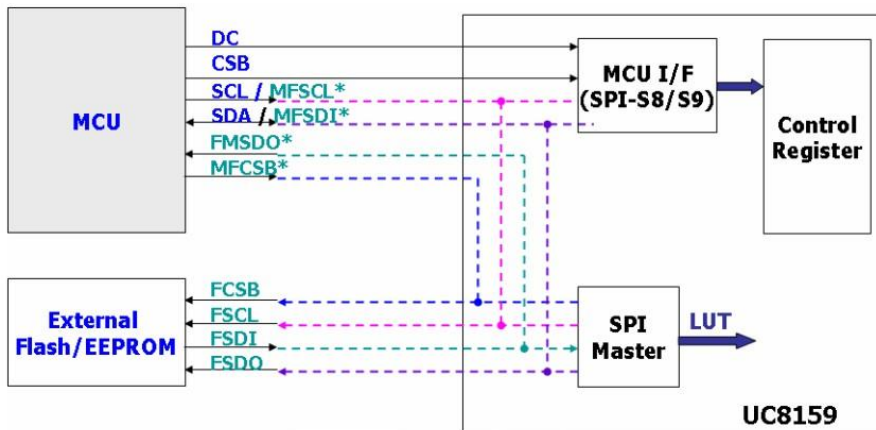 MCU
DC
CSB
SCL / MFSCL*
SDA / MFSDI*
FMSDO*
MFCSB*
MCU I/F
(SPI-S8/S9)
Control
Register
External
Flash/EEPROM
FCSB
FSCL
FSDI
FSDO
SPI
Master
LUT
UC8159